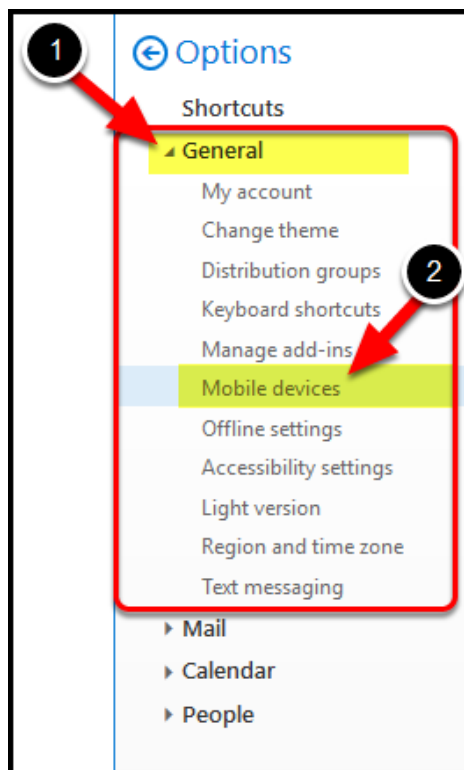 1
Options
Shortcuts
General
My account
Change theme
Distribution groups
2
Keyboard shortcuts
Manage add-ins
Mobile devices
Offline settings
Accessibility settings
Light version
Region and time zone
Text messaging
Mail
Calendar
People